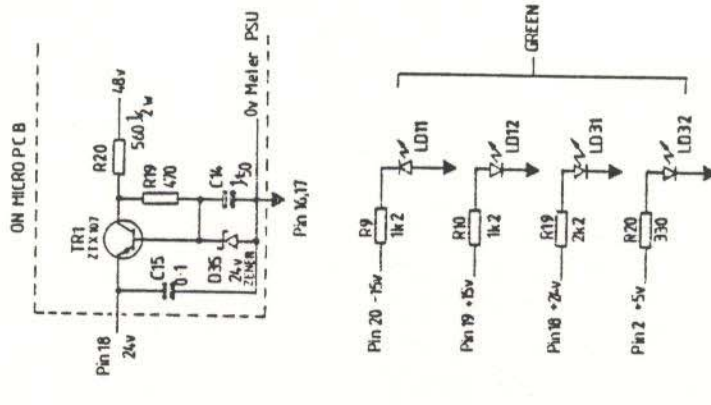 ON MICRO PCB
48v
R20
560 ½w
TR1
ZTX107
R19
470
C15
0·1
C14
1·50
D35
24v
ZENER
Pin 18
24v
0v Meter PSU
Pin 16,17
GREEN
Pin 20 -15v
R9
1k2
LD11
Pin 19 +15v
R10
1k2
LD12
Pin 18 +24v
R19
2k2
LD31
Pin 2 +5v
R20
330
LD32